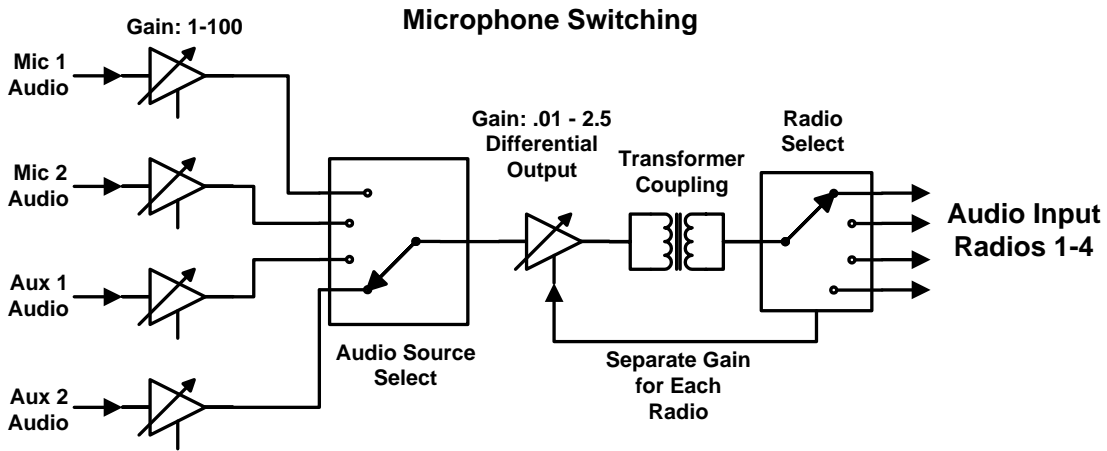 Microphone Switching
Gain: 1-100
Mic 1
Audio
Mic 2
Audio
Aux 1
Audio
Aux 2
Audio
Audio Source
Select
Gain: .01 - 2.5
Differential
Output
Transformer
Coupling
Radio
Select
Separate Gain
for Each
Radio
Audio Input
Radios 1-4